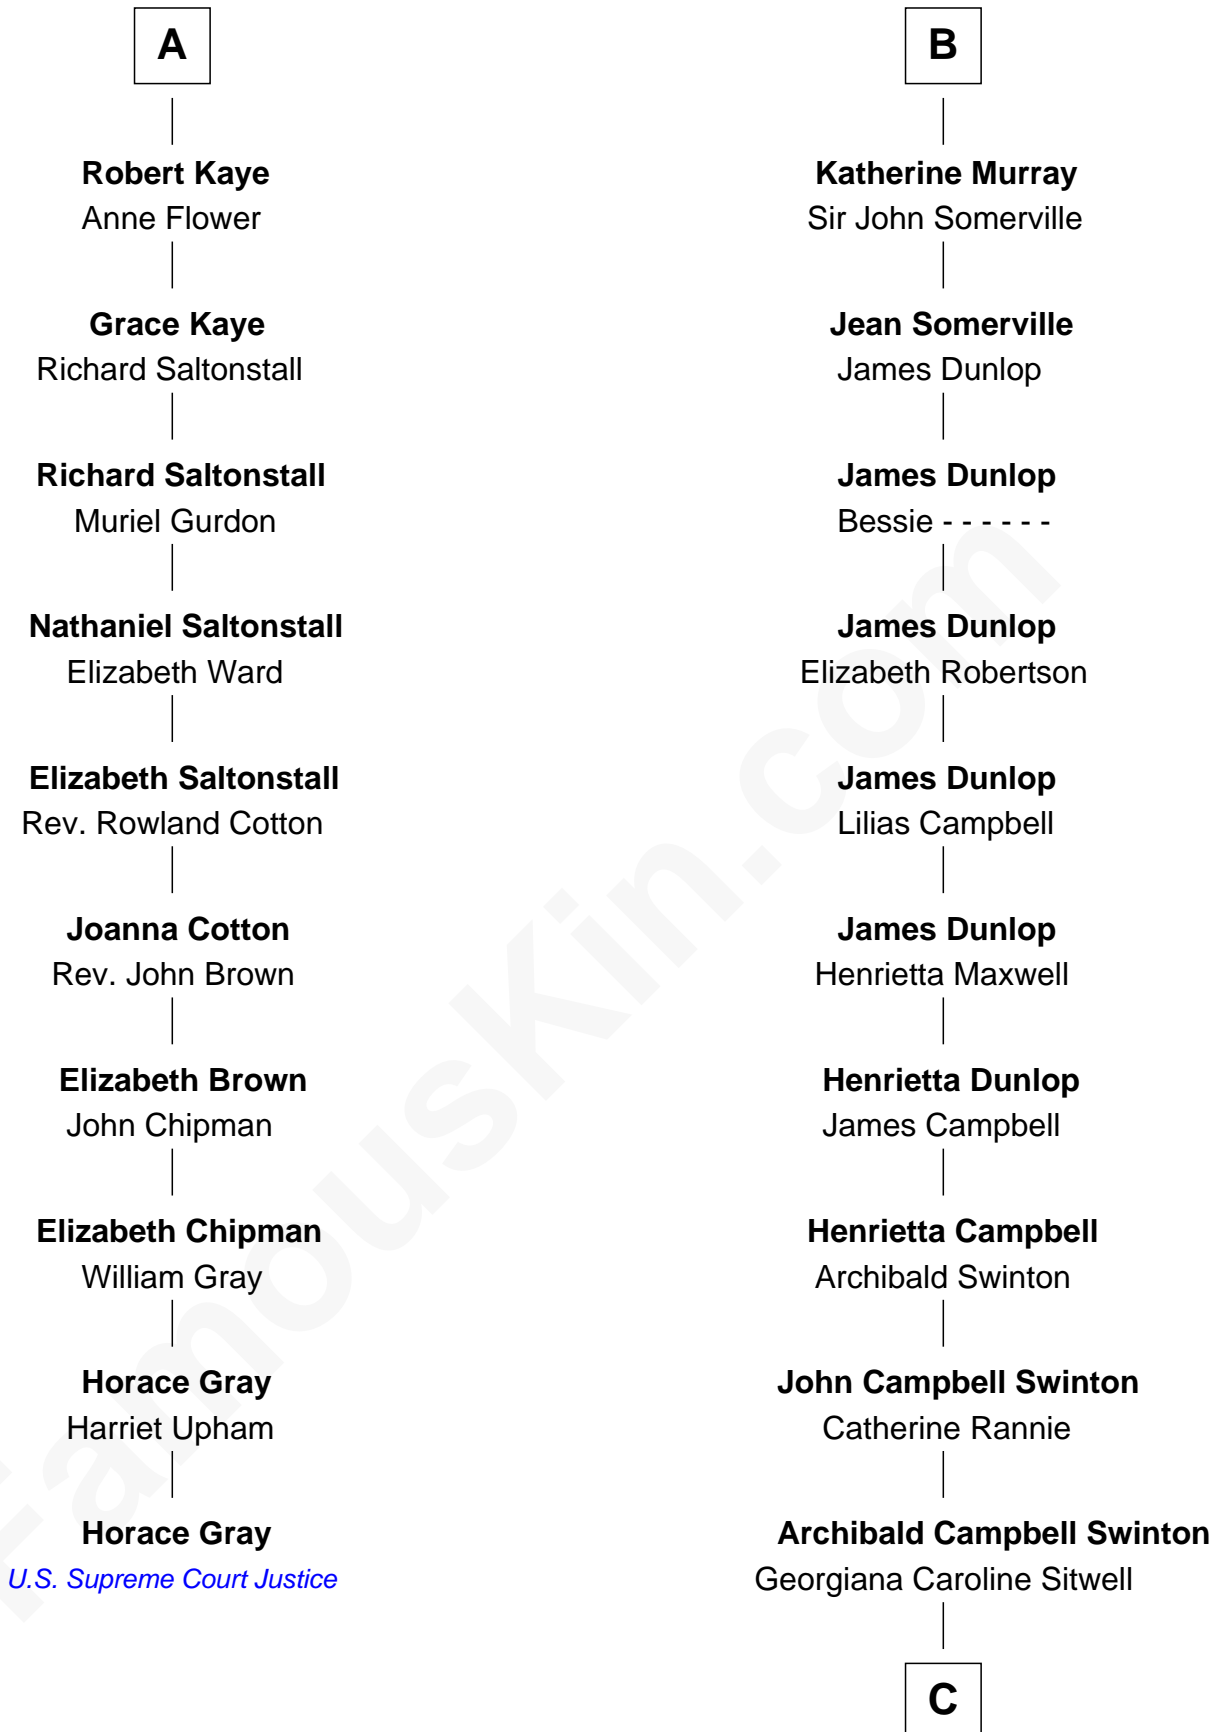 A
Robert Kaye
Anne Flower
Grace Kaye
Richard Saltonstall
Richard Saltonstall
Muriel Gurdon
Nathaniel Saltonstall
Elizabeth Ward
Elizabeth Saltonstall
Rev. Rowland Cotton
Joanna Cotton
Rev. John Brown
Elizabeth Brown
John Chipman
Elizabeth Chipman
William Gray
Horace Gray
Harriet Upham
Horace Gray
U.S. Supreme Court Justice
B
Katherine Murray
Sir John Somerville
Jean Somerville
James Dunlop
James Dunlop
Bessie - - - - - -
James Dunlop
Elizabeth Robertson
James Dunlop
Lilias Campbell
James Dunlop
Henrietta Maxwell
Henrietta Dunlop
James Campbell
Henrietta Campbell
Archibald Swinton
John Campbell Swinton
Catherine Rannie
Archibald Campbell Swinton
Georgiana Caroline Sitwell
C
FamousKin.com